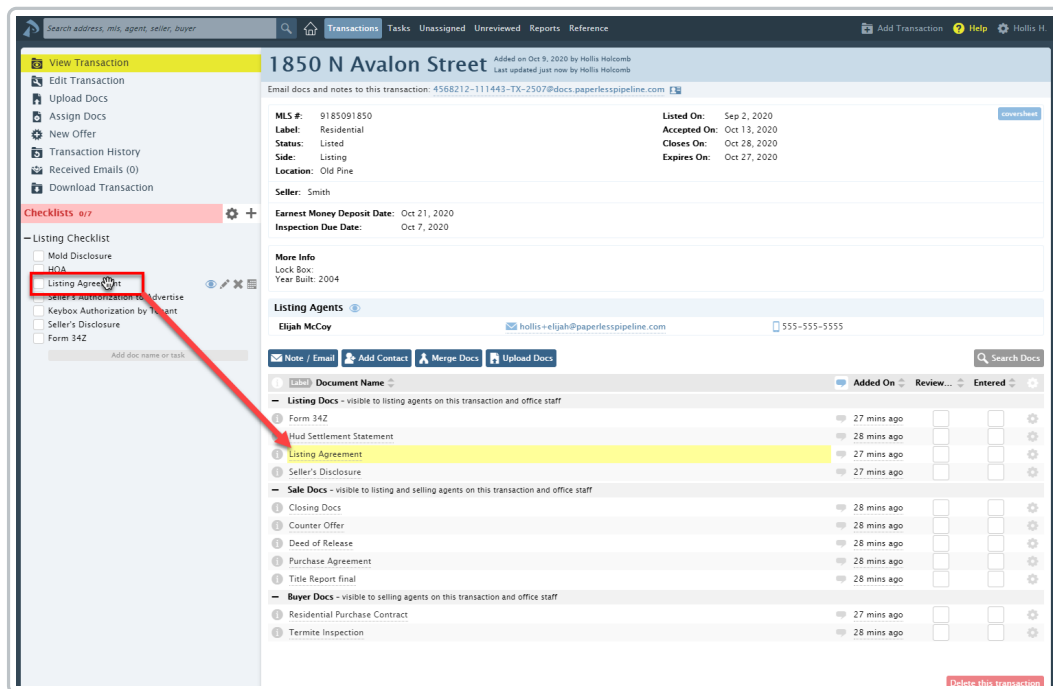 Search address, mls, agent, seller, buyer
Transactions Tasks Unassigned Unreviewed Reports Reference
Add Transaction Help Hollis H.
View Transaction
Edit Transaction
Upload Docs
Assign Docs
New Offer
Transaction History
Received Emails (0)
Download Transaction
Checklists 0/7
Listing Checklist
Mold Disclosure
HOA
Listing Agreement
Seller's Authorization to Advertise
Keybox Authorization by Tenant
Seller's Disclosure
Form 34Z
Add doc name or task
1850 N Avalon Street
Added on Oct 9, 2020 by Hollis Holcomb
Last updated just now by Hollis Holcomb
Email docs and notes to this transaction: 4568212-111443-TX-2507@docs.paperlesspipeline.com
coversheet
MLS #: 9185091850 Listed On: Sep 2, 2020
Label: Residential Accepted On: Oct 13, 2020
Status: Listed Closes On: Oct 28, 2020
Side: Listing Expires On: Oct 27, 2020
Location: Old Pine
Seller: Smith
Earnest Money Deposit Date: Oct 21, 2020
Inspection Due Date: Oct 7, 2020
More Info
Lock Box:
Year Built: 2004
Listing Agents
Elijah McCoy hollis+elijah@paperlesspipeline.com 555-555-5555
Note / Email Add Contact Merge Docs Upload Docs Search Docs
Label Document Name Added On Review... Entered
– Listing Docs - visible to listing agents on this transaction and office staff
Form 34Z 27 mins ago
Hud Settlement Statement 28 mins ago
Listing Agreement 27 mins ago
Seller's Disclosure 27 mins ago
– Sale Docs - visible to listing and selling agents on this transaction and office staff
Closing Docs 28 mins ago
Counter Offer 28 mins ago
Deed of Release 28 mins ago
Purchase Agreement 28 mins ago
Title Report final 28 mins ago
– Buyer Docs - visible to selling agents on this transaction and office staff
Residential Purchase Contract 27 mins ago
Termite Inspection 28 mins ago
Delete this transaction